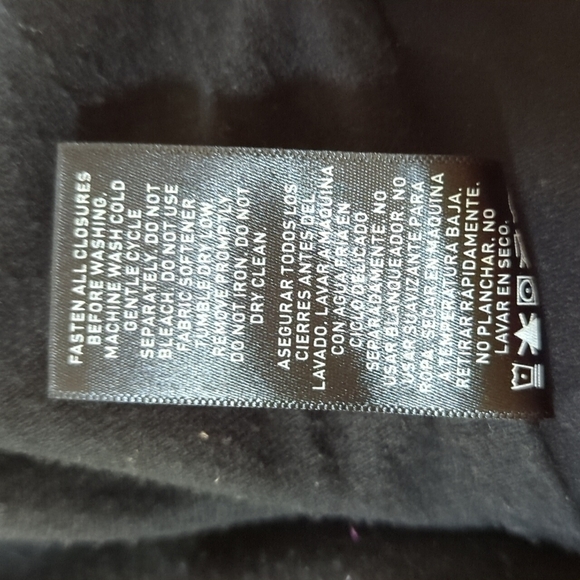 FASTEN ALL CLOSURES
BEFORE WASHING.
MACHINE WASH COLD
GENTLE CYCLE
SEPARATELY. DO NOT
BLEACH. DO NOT USE
FABRIC SOFTENER.
TUMBLE DRY LOW.
REMOVE PROMPTLY
DO NOT IRON. DO NOT
DRY CLEAN
ASEGURAR TODOS LOS
CIERRES ANTES DEL
LAVADO. LAVAR A MAQUINA
CON AGUA FRIA EN
CICLO DELICADO
SEPARADAMENTE. NO
USAR BLANQUEADOR. NO
USAR SUAVIZANTE PARA
ROPA. SECAR EN MAQUINA
A TEMPERATURA BAJA.
RETIRAR RAPIDAMENTE.
NO PLANCHAR. NO
LAVAR EN SECO.